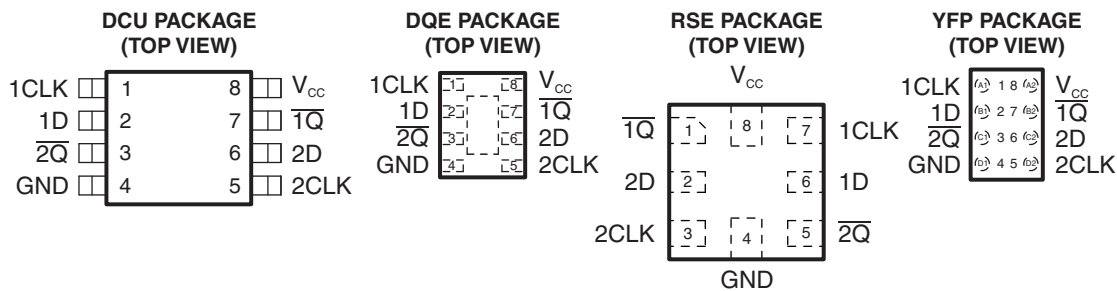 DCU PACKAGE
(TOP VIEW)
1CLK 1 8 V_CC
1D 2 7 1Q̅
2Q̅ 3 6 2D
GND 4 5 2CLK
DQE PACKAGE
(TOP VIEW)
1CLK 1 8 V_CC
1D 2 7 1Q̅
2Q̅ 3 6 2D
GND 4 5 2CLK
RSE PACKAGE
(TOP VIEW)
V_CC
1Q̅ 1 8 7 1CLK
2D 2 6 1D
2CLK 3 4 5 2Q̅
GND
YFP PACKAGE
(TOP VIEW)
1CLK A1 1 8 A2 V_CC
1D B1 2 7 B2 1Q̅
2Q̅ C1 3 6 C2 2D
GND D1 4 5 D2 2CLK